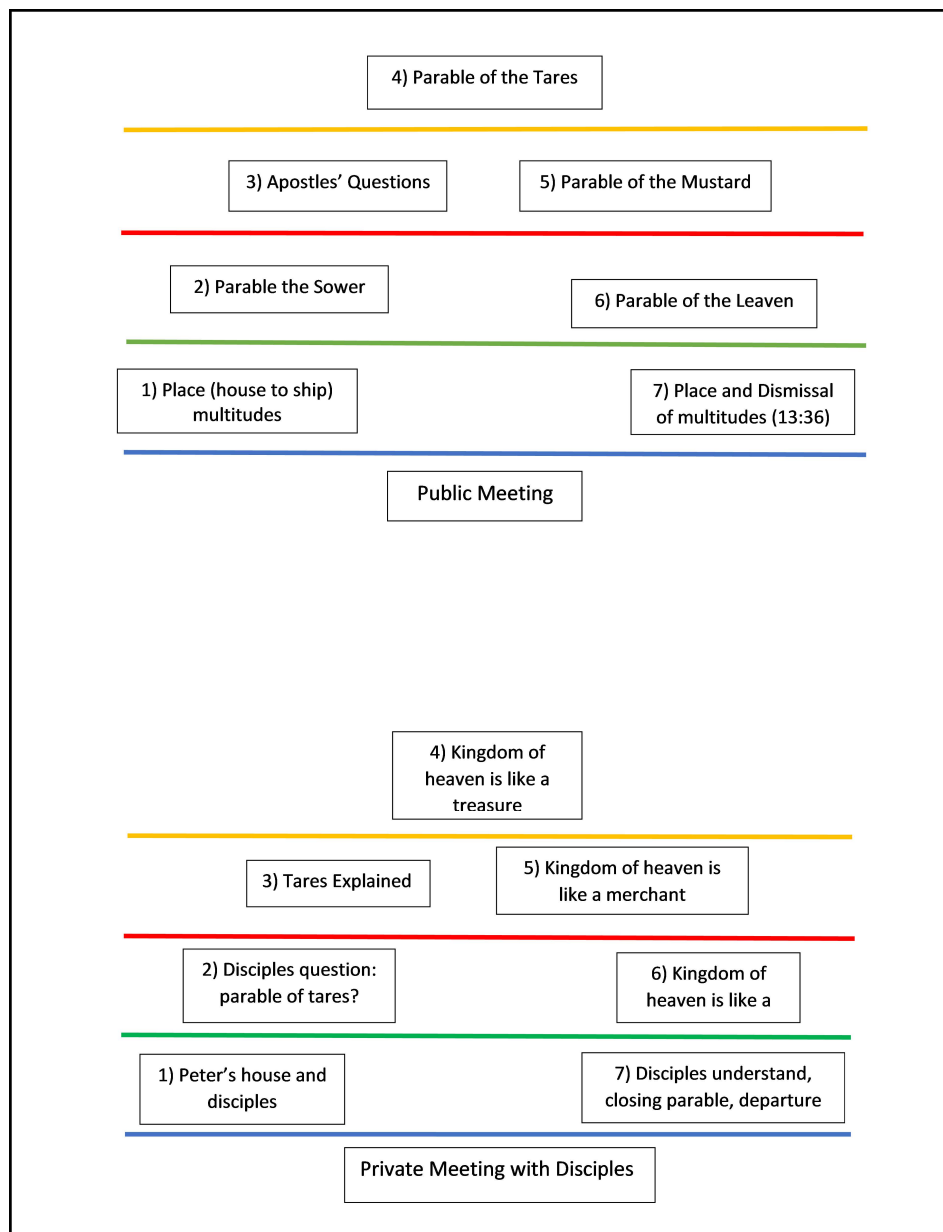 4) Parable of the Tares
3) Apostles’ Questions
5) Parable of the Mustard
2) Parable the Sower
6) Parable of the Leaven
1) Place (house to ship)
multitudes
7) Place and Dismissal
of multitudes (13:36)
Public Meeting
4) Kingdom of
heaven is like a
treasure
3) Tares Explained
5) Kingdom of heaven is
like a merchant
2) Disciples question:
parable of tares?
6) Kingdom of
heaven is like a
1) Peter’s house and
disciples
7) Disciples understand,
closing parable, departure
Private Meeting with Disciples